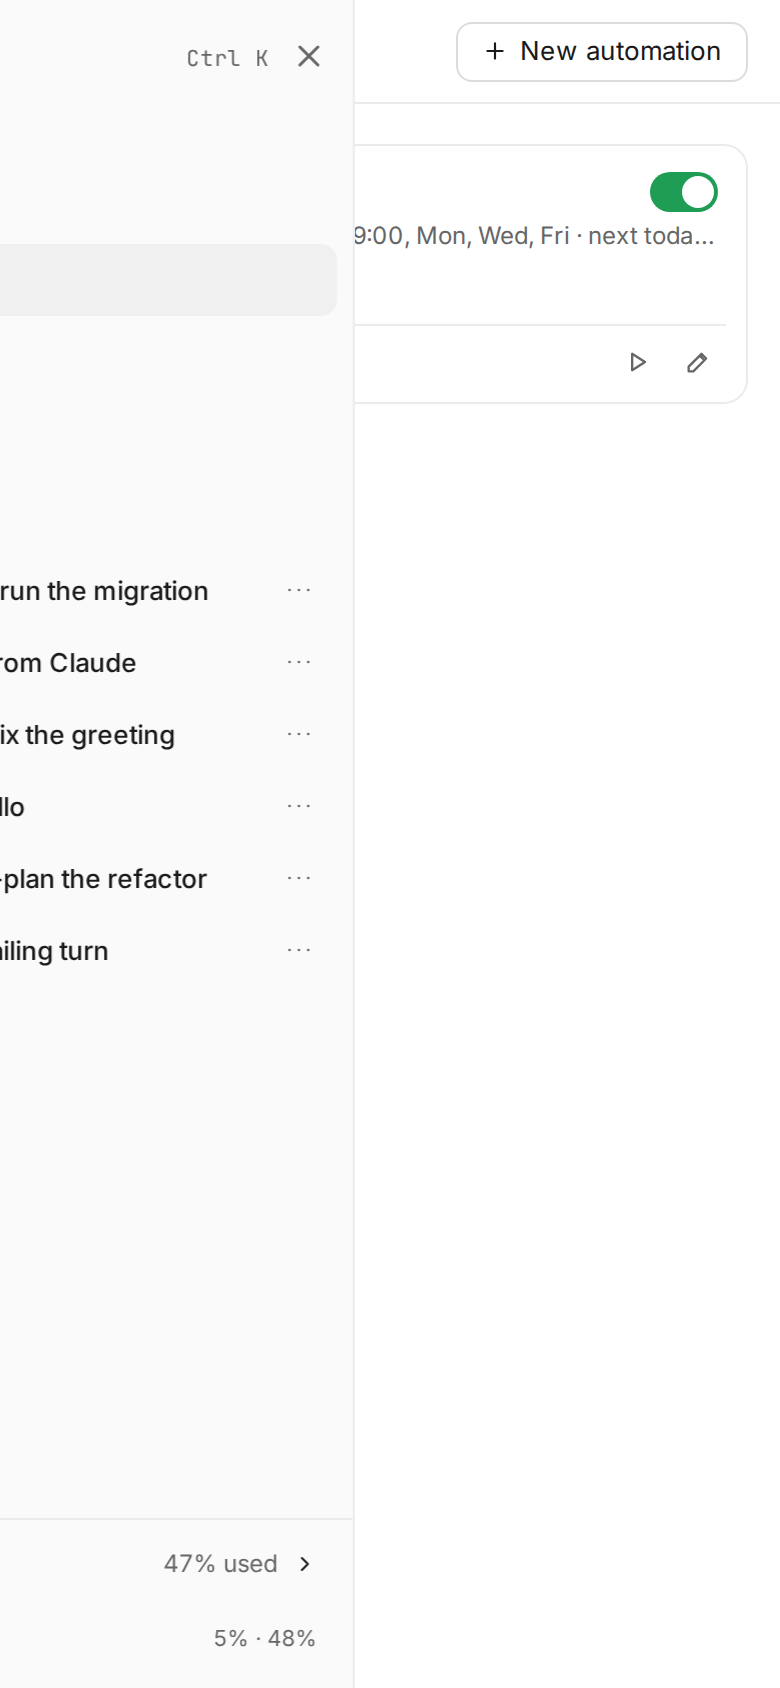 Ctrl K
+ New automation
9:00, Mon, Wed, Fri · next toda...
run the migration
rom Claude
ix the greeting
llo
-plan the refactor
iling turn
47% used
5% · 48%